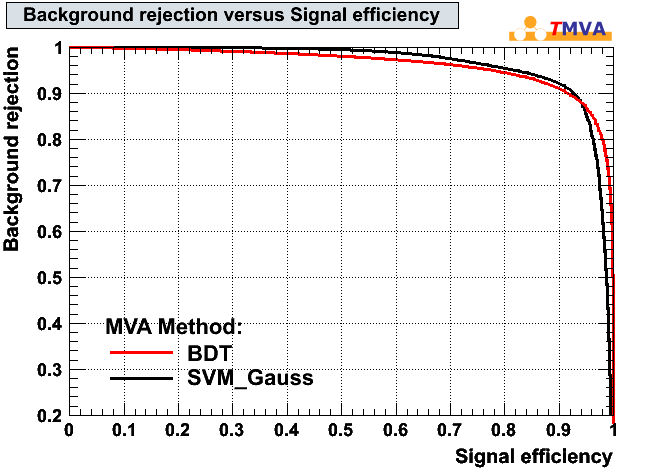 Background rejection versus Signal efficiency
TMVA
Background rejection
1
0.9
0.8
0.7
0.6
0.5
0.4
0.3
0.2
MVA Method:
BDT
SVM_Gauss
0 0.1 0.2 0.3 0.4 0.5 0.6 0.7 0.8 0.9 1
Signal efficiency